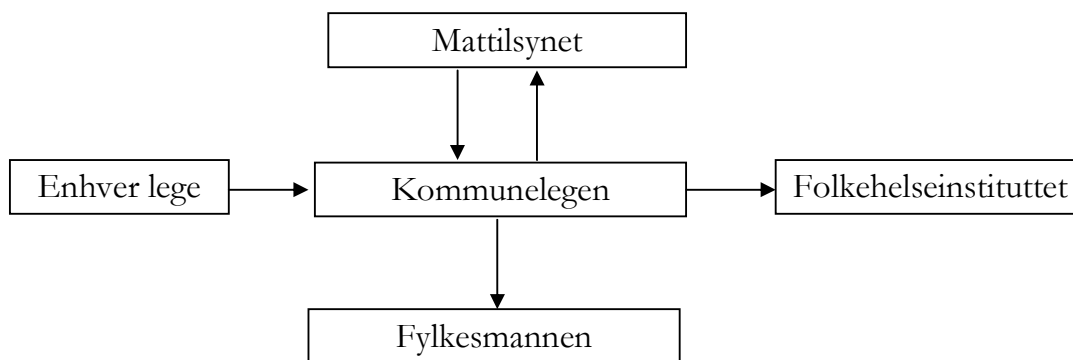 Mattilsynet
Enhver lege
Kommunelegen
Folkehelseinstituttet
Fylkesmannen